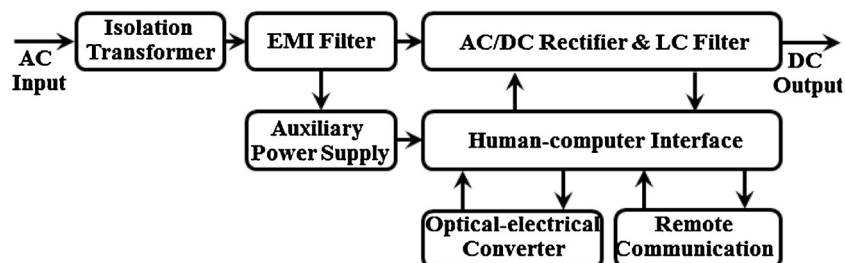 AC
Input
Isolation
Transformer
EMI Filter
AC/DC Rectifier & LC Filter
DC
Output
Auxiliary
Power Supply
Human-computer Interface
Optical-electrical
Converter
Remote
Communication